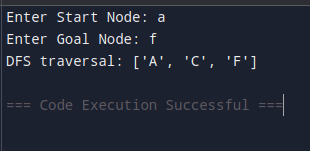 Enter Start Node: a
Enter Goal Node: f
DFS traversal: ['A', 'C', 'F']
=== Code Execution Successful ===